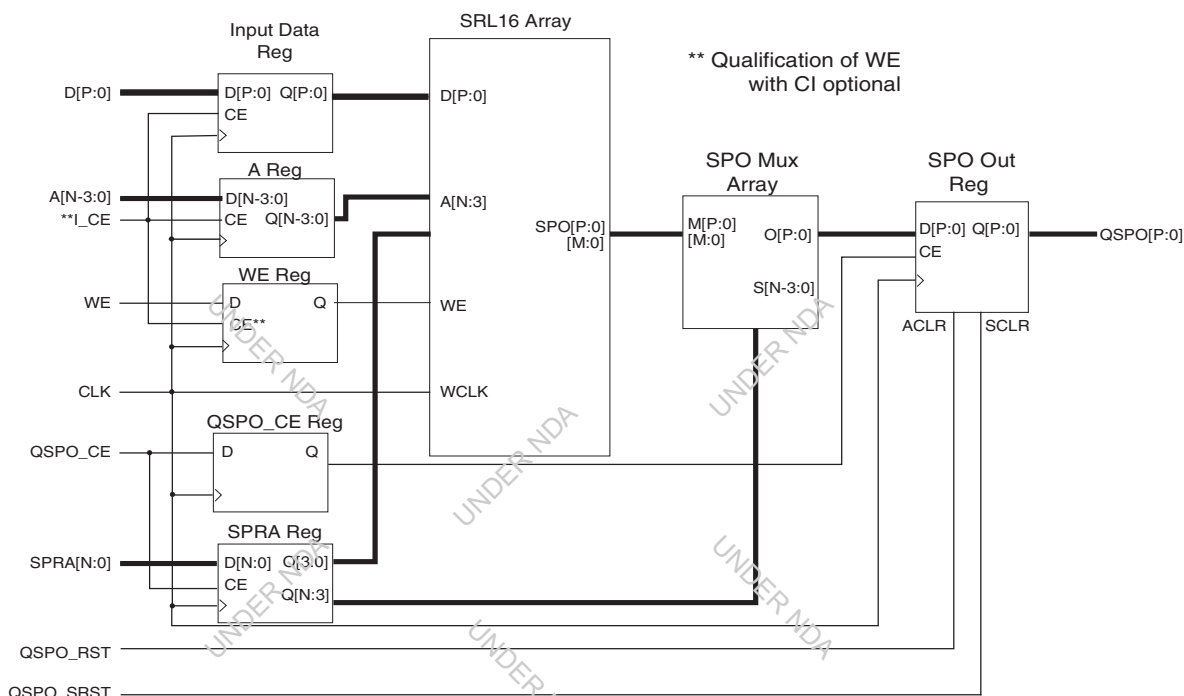 SRL16 Array
Input Data
Reg
** Qualification of WE
with CI optional
D[P:0]
D[P:0] Q[P:0]
CE
D[P:0]
A Reg
SPO Mux
Array
SPO Out
Reg
A[N-3:0]
**I_CE
D[N-3:0]
CE
Q[N-3:0]
A[N:3]
SPO[P:0]
[M:0]
M[P:0]
[M:0]
O[P:0]
S[N-3:0]
D[P:0] Q[P:0]
CE
QSPO[P:0]
ACLR
SCLR
WE Reg
WE
D
Q
CE**
WE
CLK
WCLK
QSPO_CE Reg
QSPO_CE
D
Q
SPRA Reg
SPRA[N:0]
D[N:0]
Q[3:0]
CE
Q[N:3]
QSPO_RST
QSPO_SRST
UNDER NDA
UNDER NDA
UNDER NDA
UNDER NDA
UNDER NDA
UNDER NDA